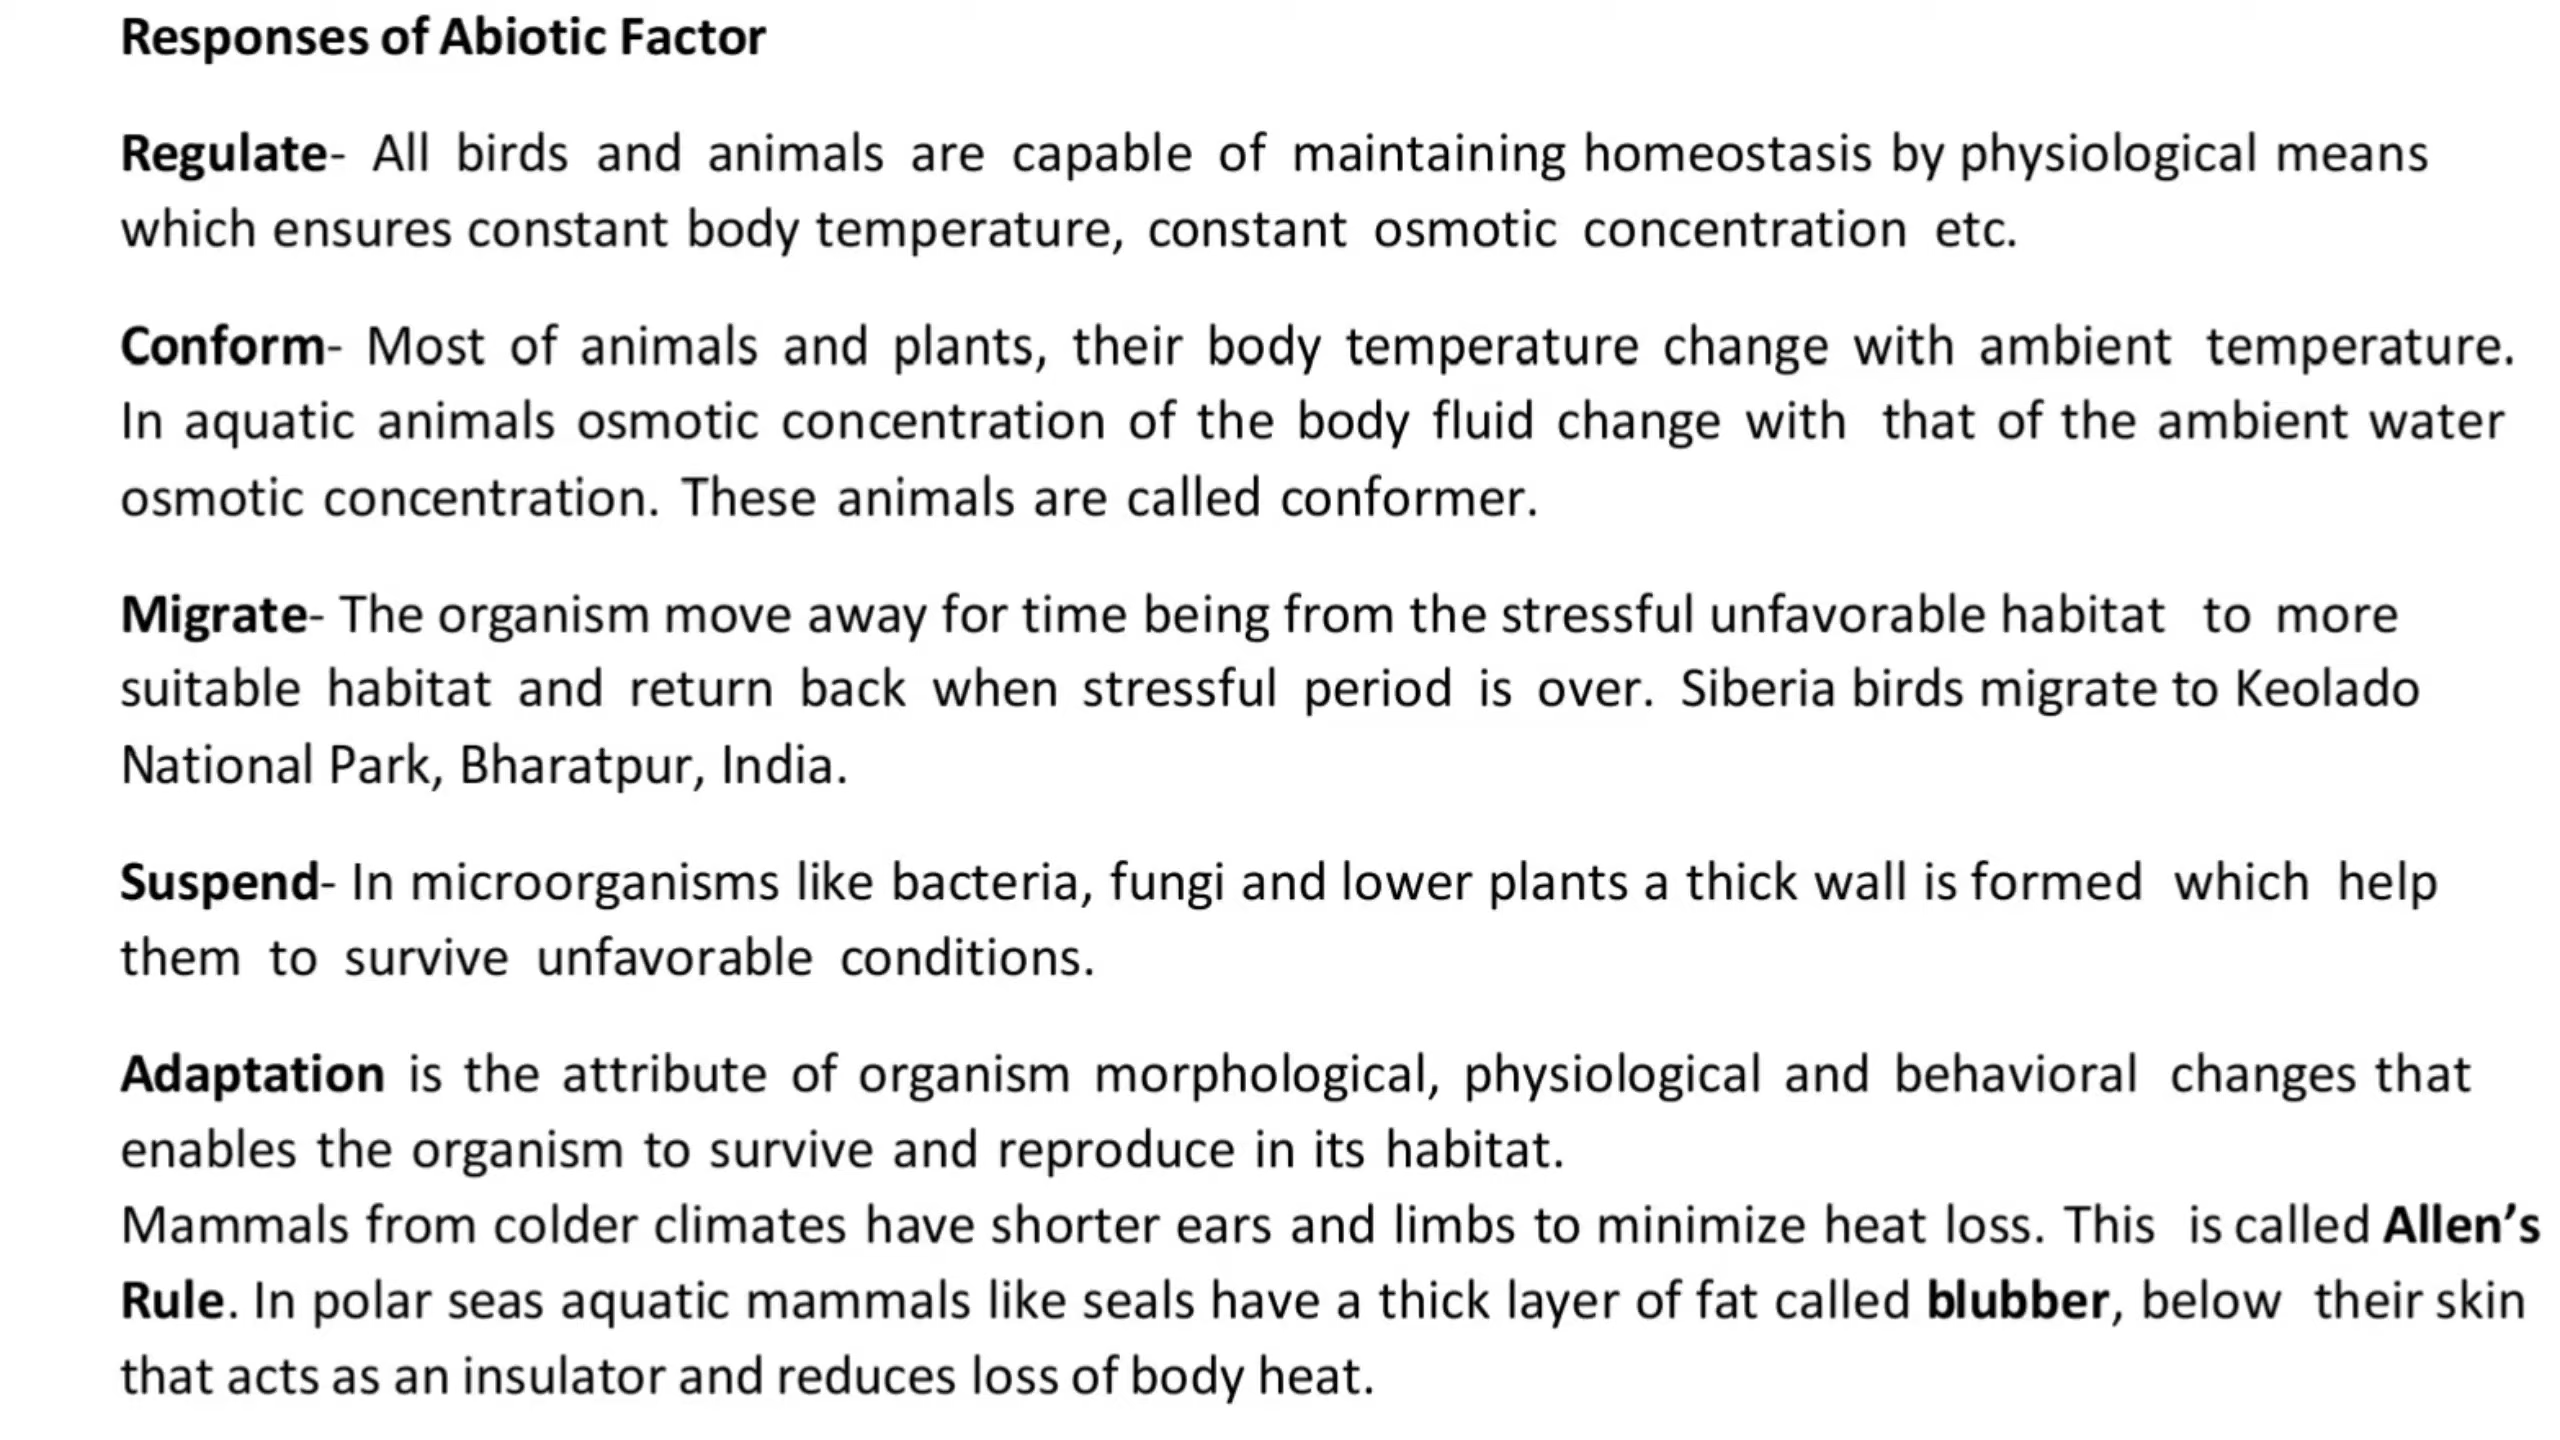 Responses of Abiotic Factor
Regulate- All birds and animals are capable of maintaining homeostasis by physiological means
which ensures constant body temperature, constant osmotic concentration etc.
Conform- Most of animals and plants, their body temperature change with ambient temperature.
In aquatic animals osmotic concentration of the body fluid change with that of the ambient water
osmotic concentration. These animals are called conformer.
Migrate- The organism move away for time being from the stressful unfavorable habitat to more
suitable habitat and return back when stressful period is over. Siberia birds migrate to Keolado
National Park, Bharatpur, India.
Suspend- In microorganisms like bacteria, fungi and lower plants a thick wall is formed which help
them to survive unfavorable conditions.
Adaptation is the attribute of organism morphological, physiological and behavioral changes that
enables the organism to survive and reproduce in its habitat.
Mammals from colder climates have shorter ears and limbs to minimize heat loss. This is called Allen’s
Rule. In polar seas aquatic mammals like seals have a thick layer of fat called blubber, below their skin
that acts as an insulator and reduces loss of body heat.